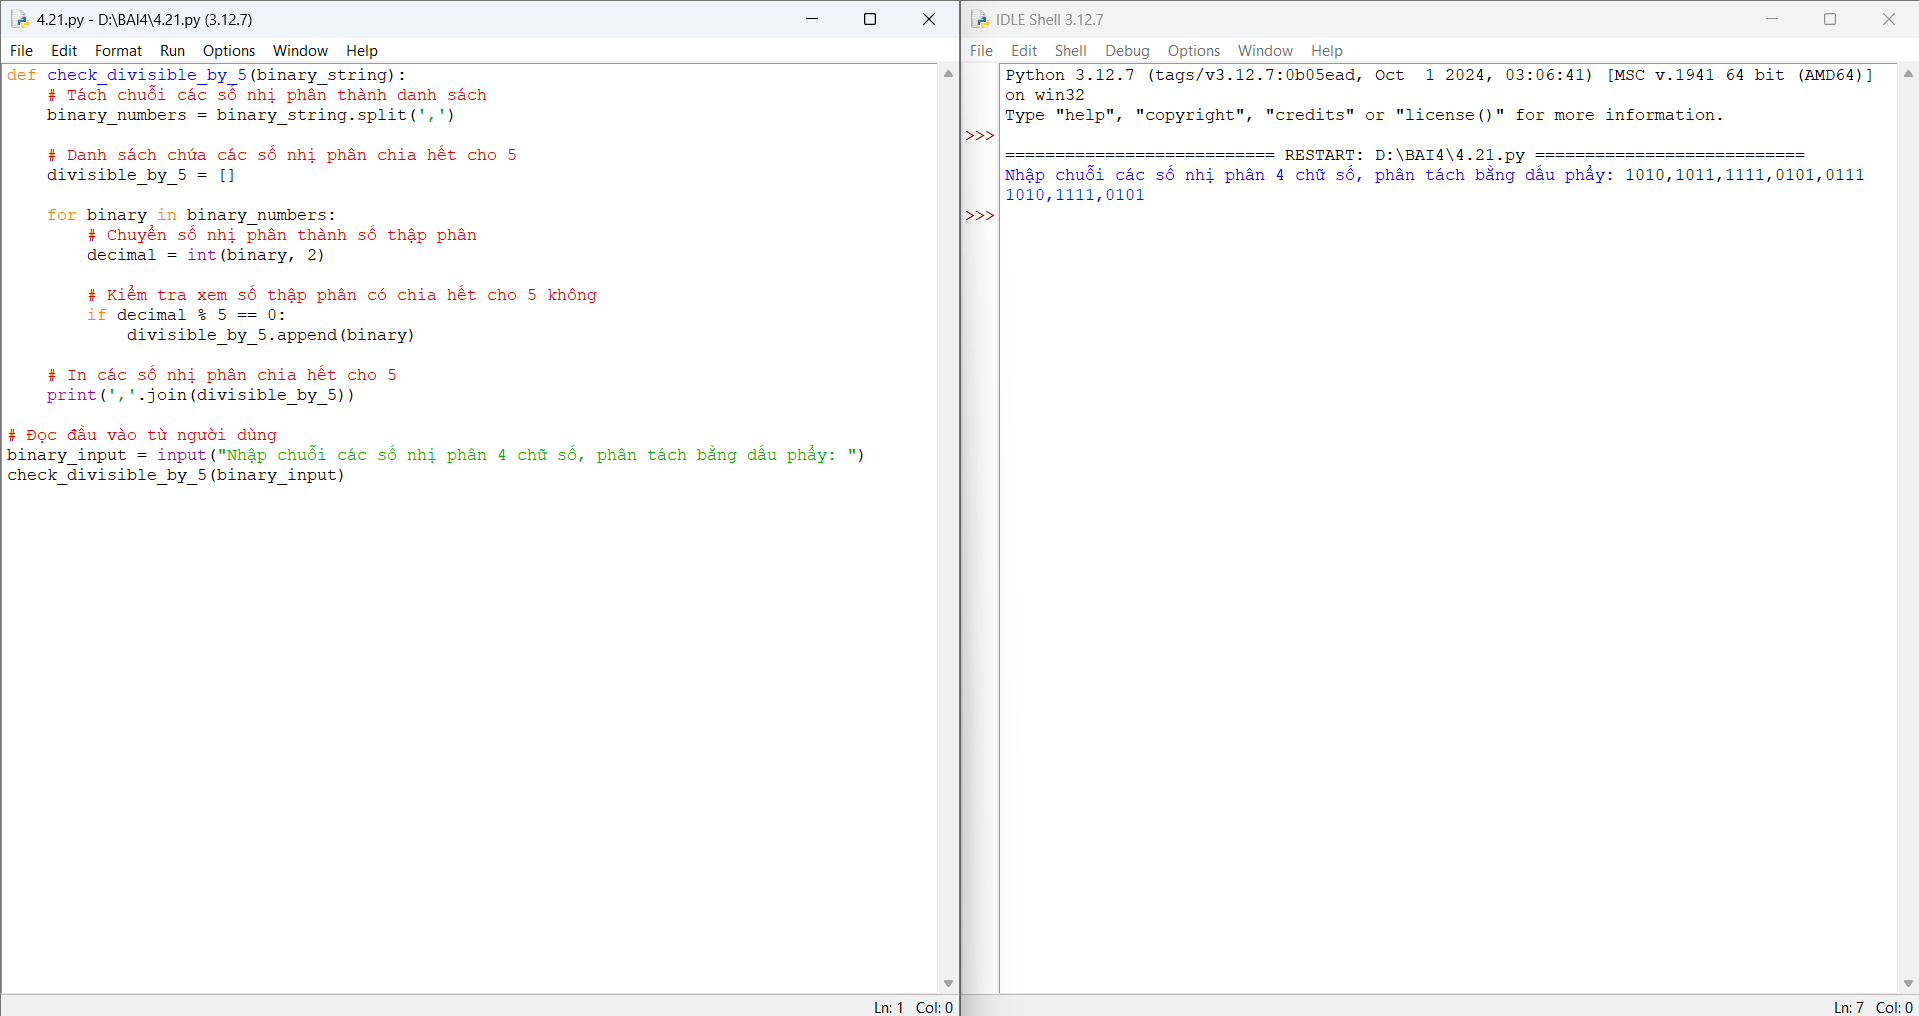 4.21.py - D:\BAI4\4.21.py (3.12.7)
File Edit Format Run Options Window Help
def check_divisible_by_5(binary_string):
    # Tách chuỗi các số nhị phân thành danh sách
    binary_numbers = binary_string.split(',')
    # Danh sách chứa các số nhị phân chia hết cho 5
    divisible_by_5 = []
    for binary in binary_numbers:
        # Chuyển số nhị phân thành số thập phân
        decimal = int(binary, 2)
        # Kiểm tra xem số thập phân có chia hết cho 5 không
        if decimal % 5 == 0:
            divisible_by_5.append(binary)
    # In các số nhị phân chia hết cho 5
    print(','.join(divisible_by_5))
# Đọc đầu vào từ người dùng
binary_input = input("Nhập chuỗi các số nhị phân 4 chữ số, phân tách bằng dấu phẩy: ")
check_divisible_by_5(binary_input)
Ln: 1 Col: 0
IDLE Shell 3.12.7
File Edit Shell Debug Options Window Help
Python 3.12.7 (tags/v3.12.7:0b05ead, Oct  1 2024, 03:06:41) [MSC v.1941 64 bit (AMD64)]
on win32
Type "help", "copyright", "credits" or "license()" for more information.
>>>
=========================== RESTART: D:\BAI4\4.21.py ===========================
Nhập chuỗi các số nhị phân 4 chữ số, phân tách bằng dấu phẩy: 1010,1011,1111,0101,0111
1010,1111,0101
>>>
Ln: 7 Col: 0